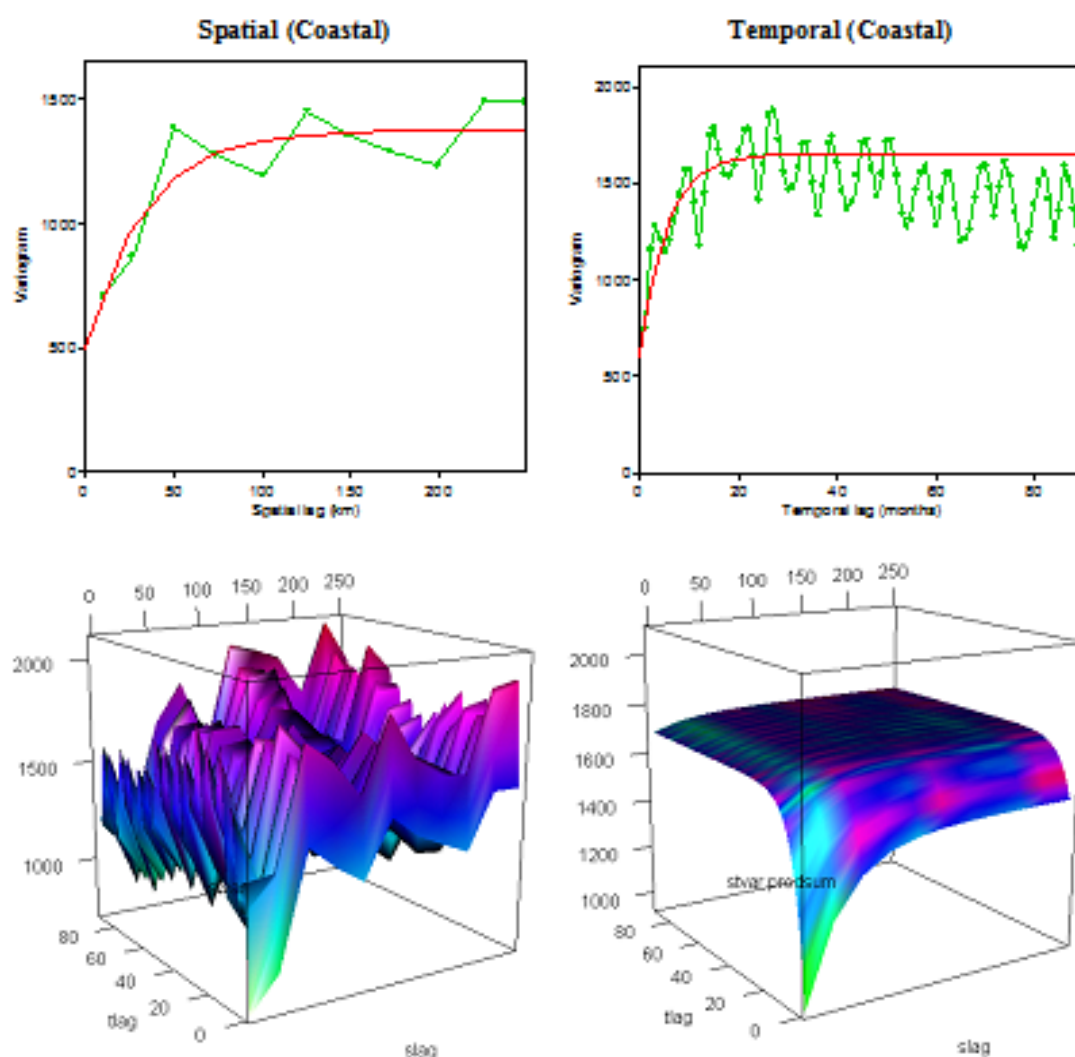 Spatial (Coastal)
Temporal (Coastal)
1500
1000
500
0
Variogram
0 50 100 150 200
Spatial lag (km)
2000
1500
1000
500
0
Variogram
0 20 40 60 80
Temporal lag (months)
0 50 100 150 200 250
2000
1500
1000
80
60
40
20
0
tlag
slag
0 50 100 150 200 250
2000
1800
1600
1400
1200
1000
stvar.predsum
80
60
40
20
0
tlag
slag